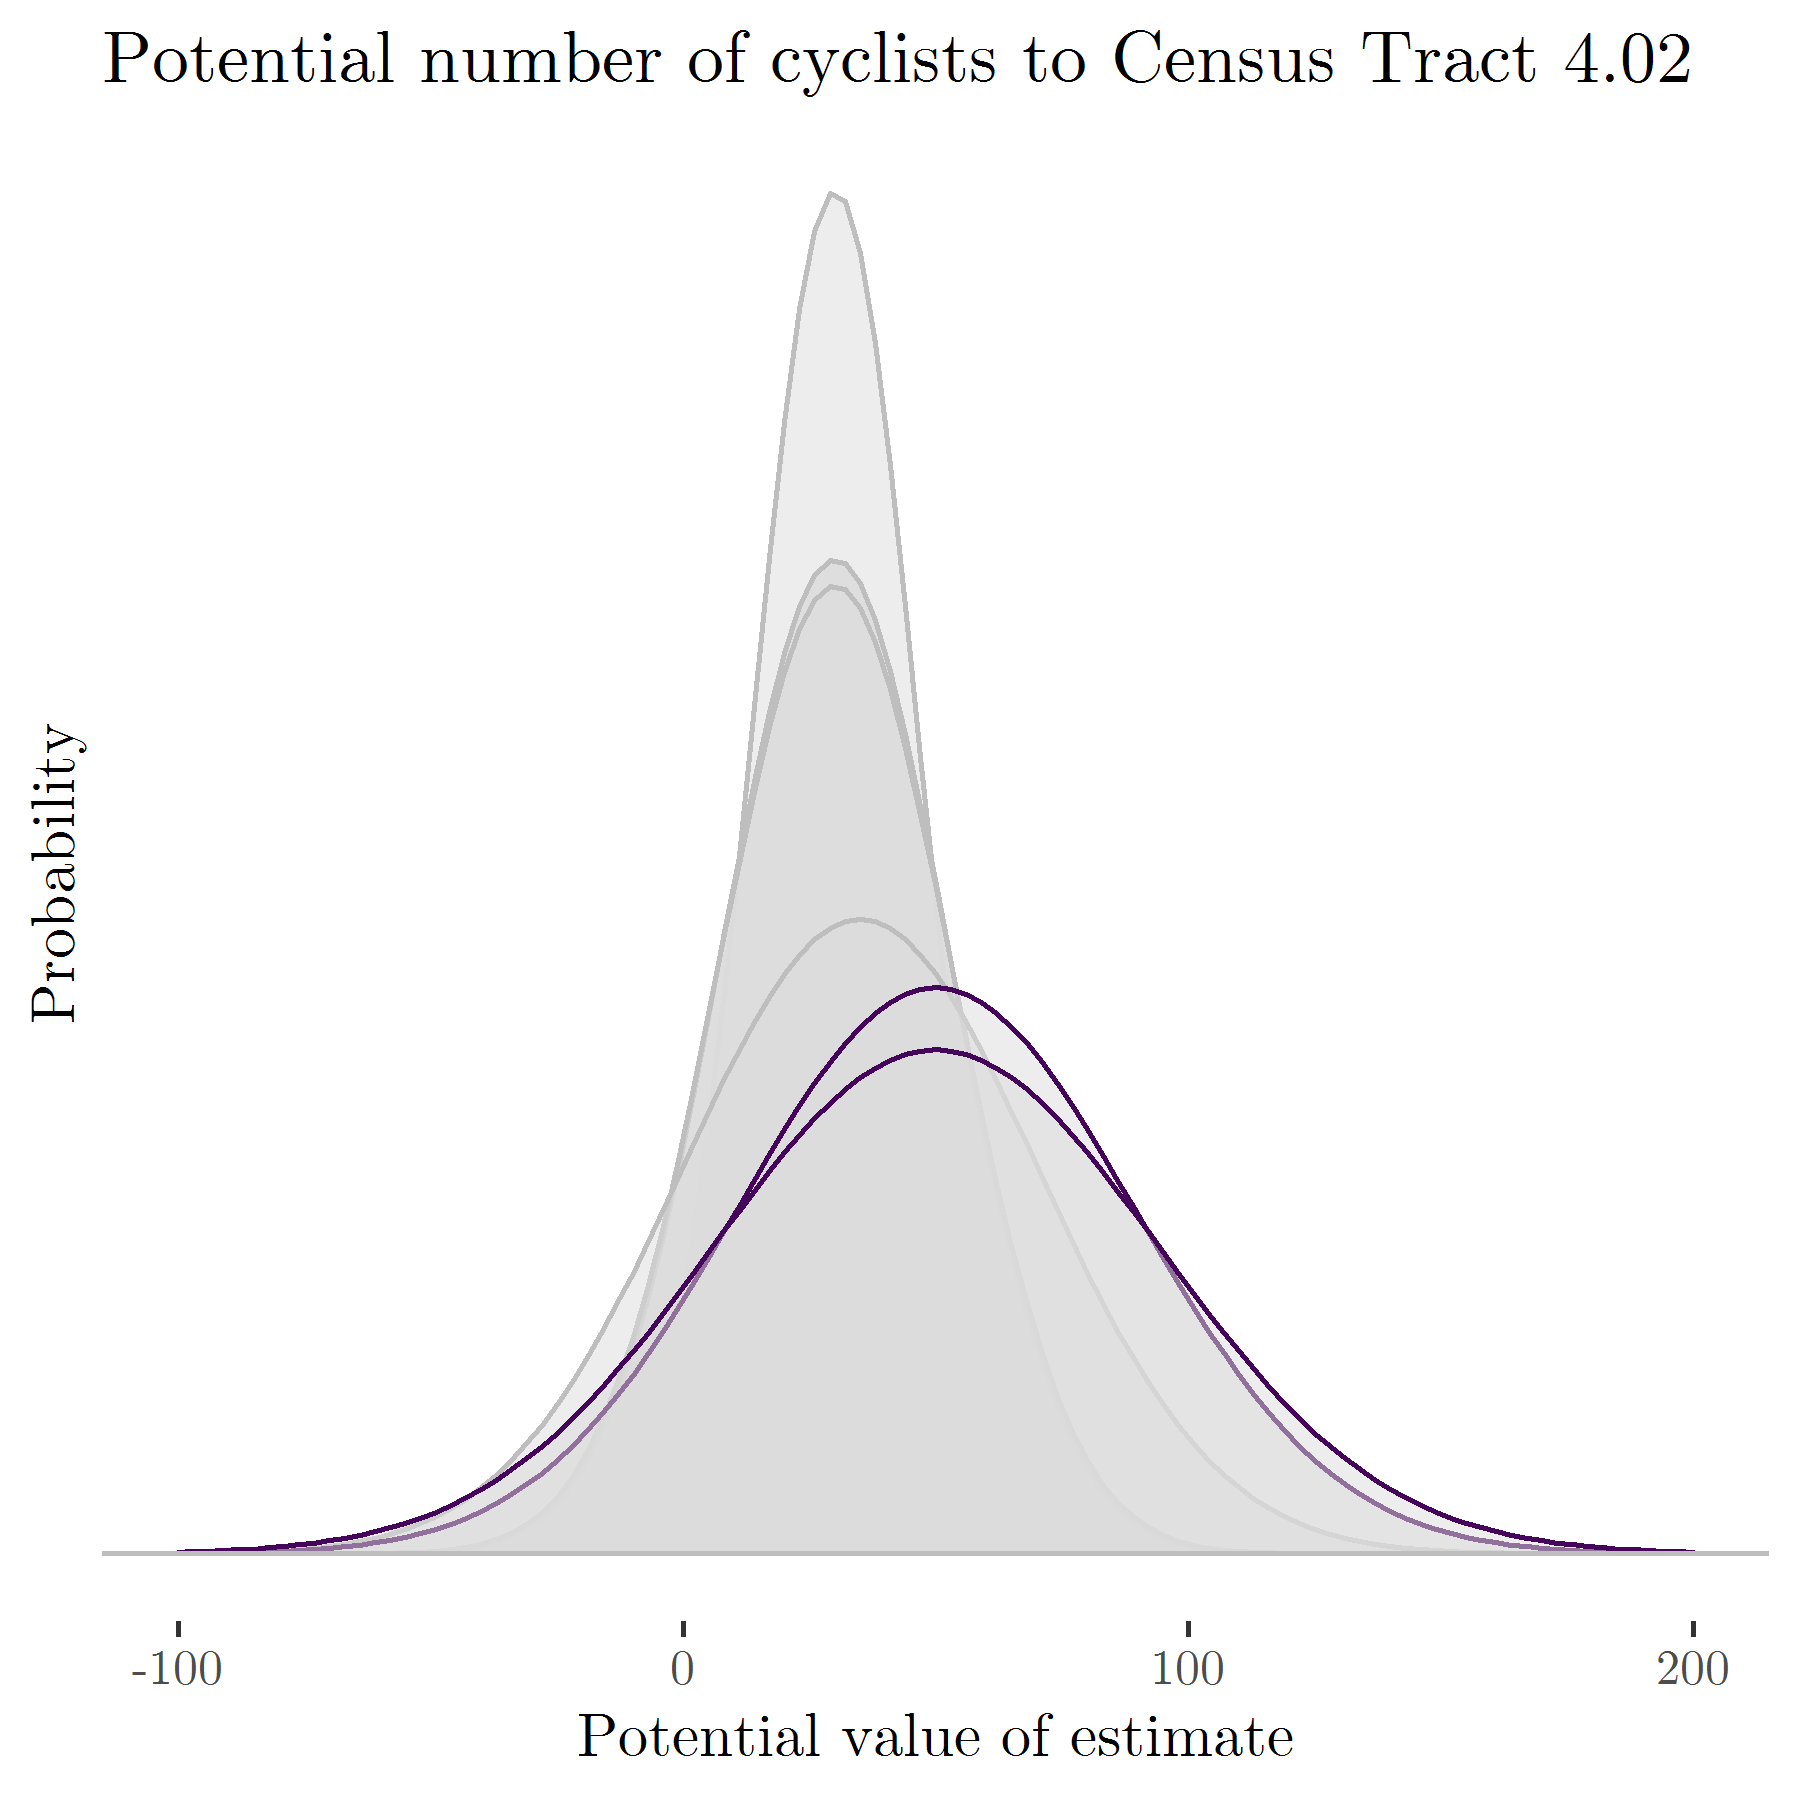 Potential number of cyclists to Census Tract 4.02
Probability
-100 0 100 200
Potential value of estimate